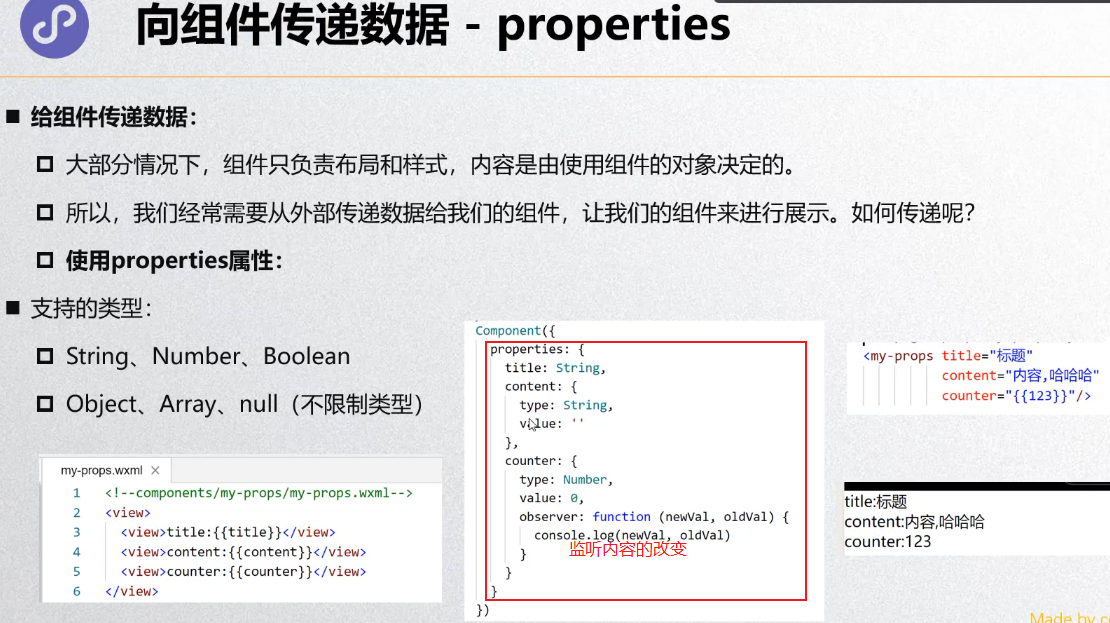 向组件传递数据 - properties
给组件传递数据：
大部分情况下，组件只负责布局和样式，内容是由使用组件的对象决定的。
所以，我们经常需要从外部传递数据给我们的组件，让我们的组件来进行展示。如何传递呢？
使用properties属性：
支持的类型：
String、Number、Boolean
Object、Array、null（不限制类型）
my-props.wxml ×
1 <!--components/my-props/my-props.wxml-->
2 <view>
3 <view>title:{{title}}</view>
4 <view>content:{{content}}</view>
5 <view>counter:{{counter}}</view>
6 </view>
Component({
properties: {
title: String,
content: {
type: String,
value: ''
},
counter: {
type: Number,
value: 0,
observer: function (newVal, oldVal) {
console.log(newVal, oldVal)
监听内容的改变
}
}
}
})
<my-props title="标题"
content="内容,哈哈哈"
counter="{{123}}"/>
title:标题
content:内容,哈哈哈
counter:123
Made by